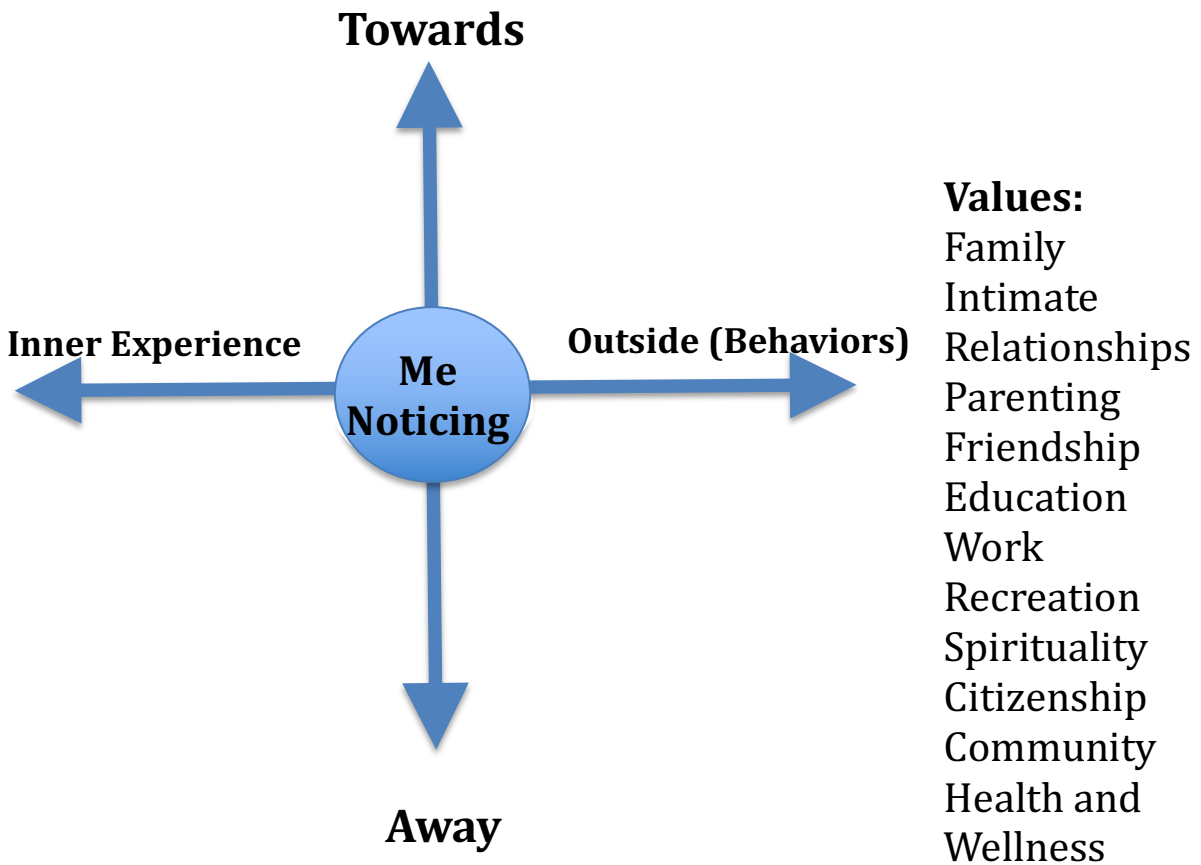 Towards
Inner Experience
Me
Noticing
Outside (Behaviors)
Away
Values:
Family
Intimate
Relationships
Parenting
Friendship
Education
Work
Recreation
Spirituality
Citizenship
Community
Health and
Wellness